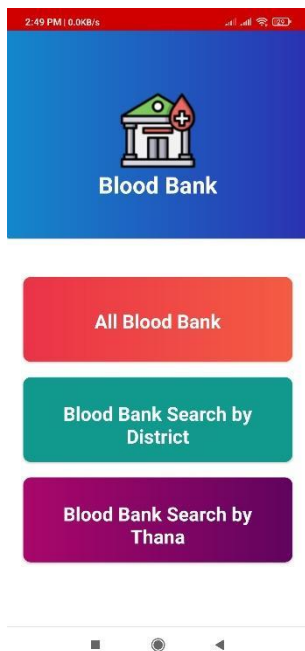 2:49 PM | 0.0KB/s
Blood Bank
All Blood Bank
Blood Bank Search by
District
Blood Bank Search by
Thana